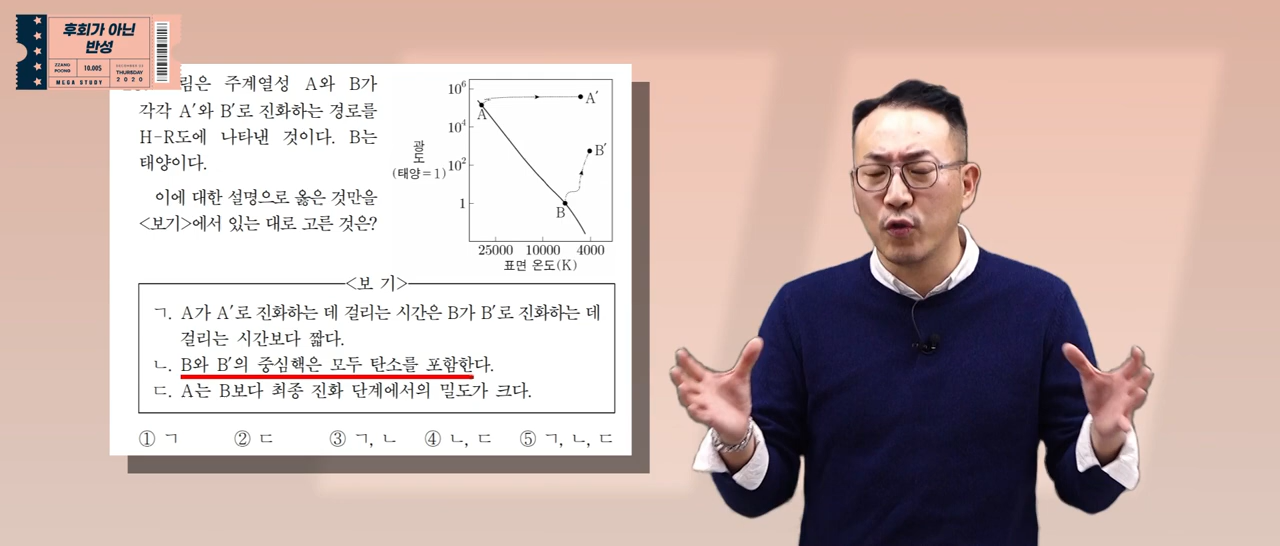 후회가 아닌
반성
ZZANG
POONG
10.00S
DECEMBER 03
THURSDAY
2020
MEGA STUDY
림은 주계열성 A와 B가
각각 A′와 B′로 진화하는 경로를
H-R도에 나타낸 것이다. B는
태양이다.
이에 대한 설명으로 옳은 것만을
<보기>에서 있는 대로 고른 것은?
10⁶
10⁴
10²
1
광도
(태양=1)
A
A′
B
B′
25000 10000 4000
표면 온도(K)
<보 기>
ㄱ. A가 A′로 진화하는 데 걸리는 시간은 B가 B′로 진화하는 데
걸리는 시간보다 짧다.
ㄴ. B와 B′의 중심핵은 모두 탄소를 포함한다.
ㄷ. A는 B보다 최종 진화 단계에서의 밀도가 크다.
① ㄱ ② ㄷ ③ ㄱ, ㄴ ④ ㄴ, ㄷ ⑤ ㄱ, ㄴ, ㄷ